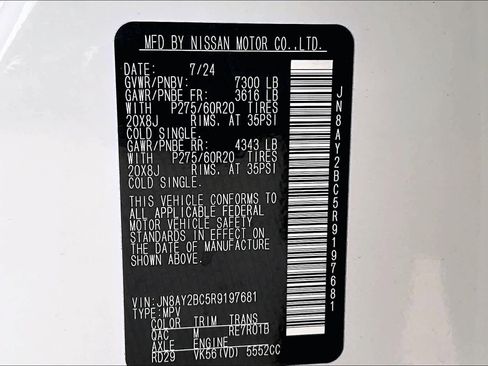 MFD BY NISSAN MOTOR CO.,LTD.
DATE: 7/24
GVWR/PNBV: 7300 LB
GAWR/PNBE FR: 3616 LB
WITH P275/60R20 TIRES
20X8J RIMS, AT 35PSI
COLD SINGLE.
GAWR/PNBE RR: 4343 LB
WITH P275/60R20 TIRES
20X8J RIMS, AT 35PSI
COLD SINGLE.
THIS VEHICLE CONFORMS TO
ALL APPLICABLE FEDERAL
MOTOR VEHICLE SAFETY
STANDARDS IN EFFECT ON
THE DATE OF MANUFACTURE
SHOWN ABOVE.
VIN: JN8AY2BC5R9197681
TYPE: MPV
COLOR TRIM TRANS
QAC M RE7R01B
AXLE ENGINE
RD29 VK56(VD) 5552CC
JN8AY2BC5R9197681